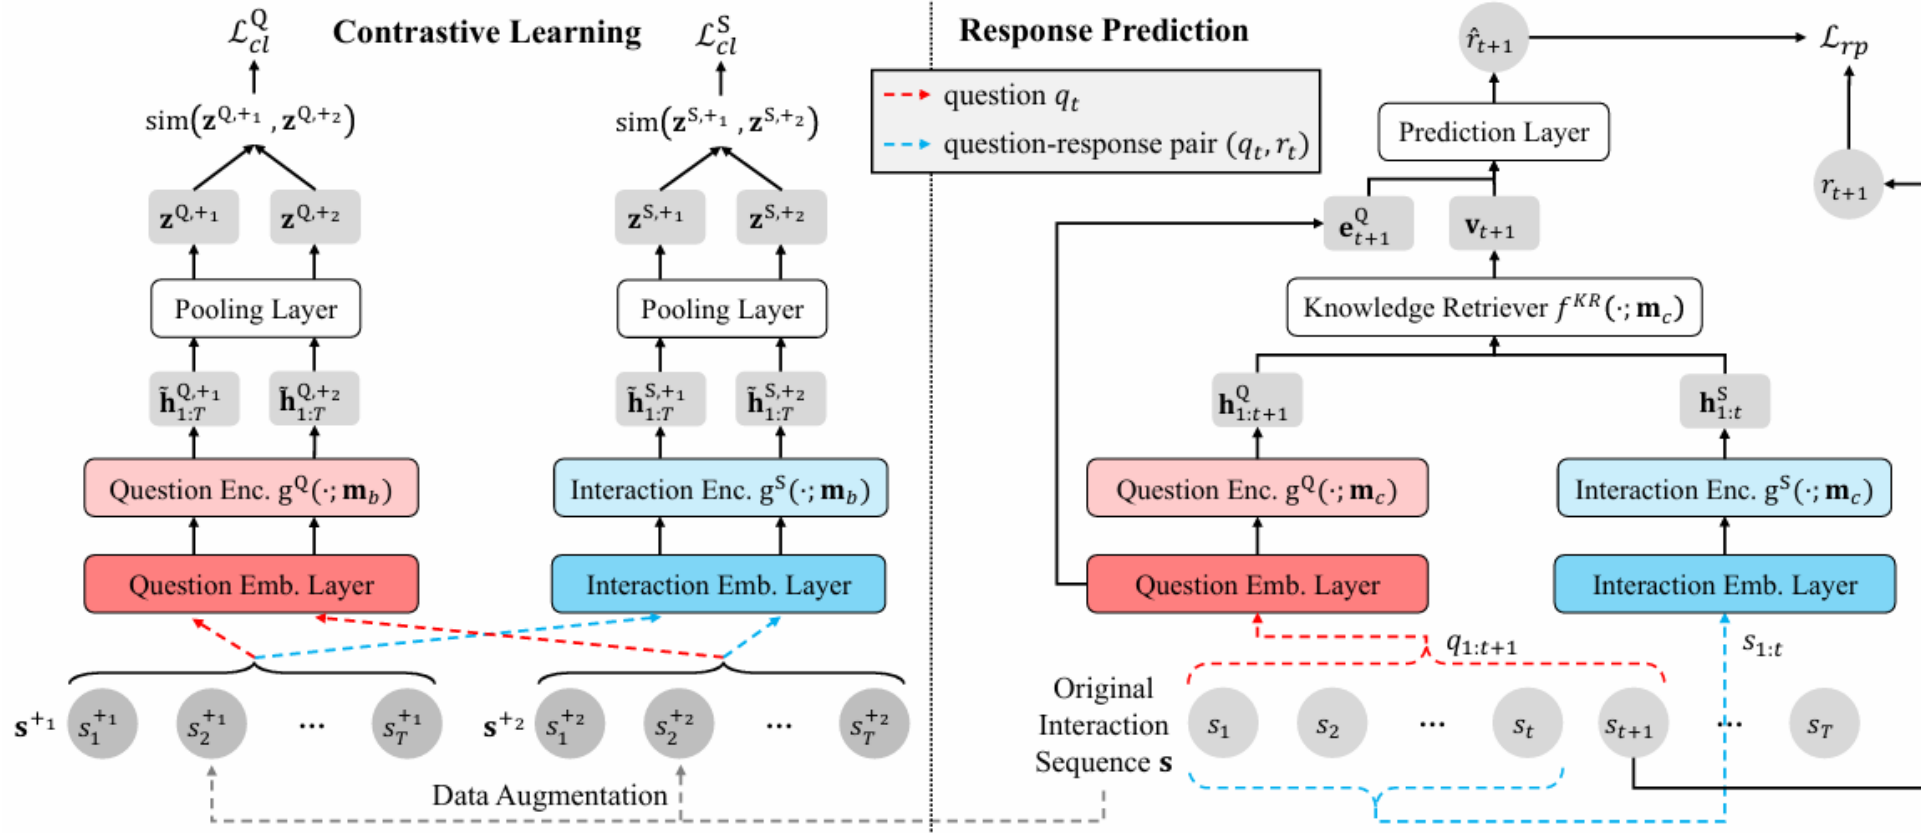 Contrastive Learning
ℒ_cl^Q
ℒ_cl^S
sim(z^{Q,+₁}, z^{Q,+₂})
sim(z^{S,+₁}, z^{S,+₂})
z^{Q,+₁} z^{Q,+₂}
z^{S,+₁} z^{S,+₂}
Pooling Layer
Pooling Layer
h̃_{1:T}^{Q,+₁} h̃_{1:T}^{Q,+₂}
h̃_{1:T}^{S,+₁} h̃_{1:T}^{S,+₂}
Question Enc. g^Q(·; m_b)
Interaction Enc. g^S(·; m_b)
Question Emb. Layer
Interaction Emb. Layer
s^{+₁} s_1^{+₁} s_2^{+₁} ... s_T^{+₁}
s^{+₂} s_1^{+₂} s_2^{+₂} ... s_T^{+₂}
Data Augmentation
Response Prediction
question q_t
question-response pair (q_t, r_t)
r̂_{t+1}
ℒ_rp
Prediction Layer
r_{t+1}
e_{t+1}^Q
v_{t+1}
Knowledge Retriever f^{KR}(·; m_c)
h_{1:t+1}^Q
h_{1:t}^S
Question Enc. g^Q(·; m_c)
Interaction Enc. g^S(·; m_c)
Question Emb. Layer
Interaction Emb. Layer
q_{1:t+1}
s_{1:t}
Original
Interaction
Sequence s
s_1 s_2 ... s_t s_{t+1} ... s_T